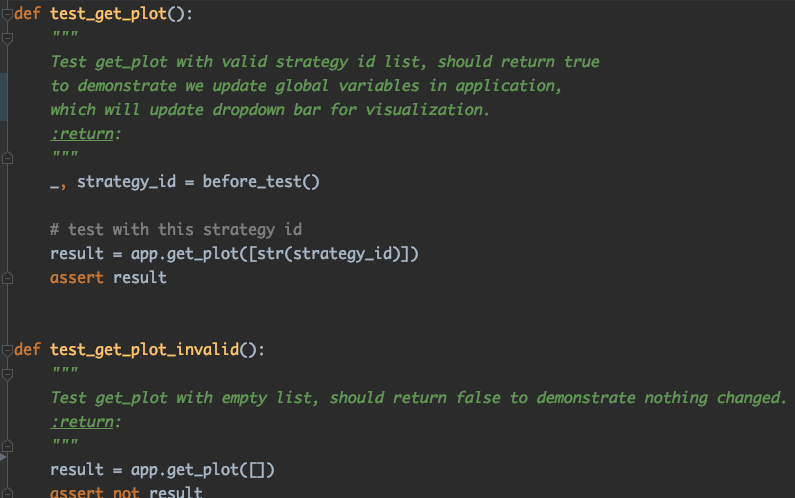 def test_get_plot():
"""
Test get_plot with valid strategy id list, should return true
to demonstrate we update global variables in application,
which will update dropdown bar for visualization.
:return:
"""
_, strategy_id = before_test()
# test with this strategy id
result = app.get_plot([str(strategy_id)])
assert result
def test_get_plot_invalid():
"""
Test get_plot with empty list, should return false to demonstrate nothing changed.
:return:
"""
result = app.get_plot([])
assert not result